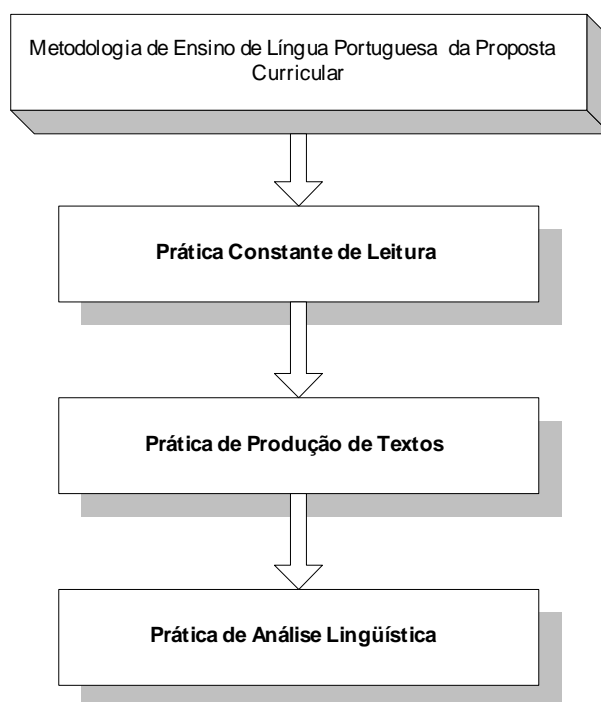 Metodologia de Ensino de Língua Portuguesa da Proposta
Curricular
Prática Constante de Leitura
Prática de Produção de Textos
Prática de Análise Lingüística